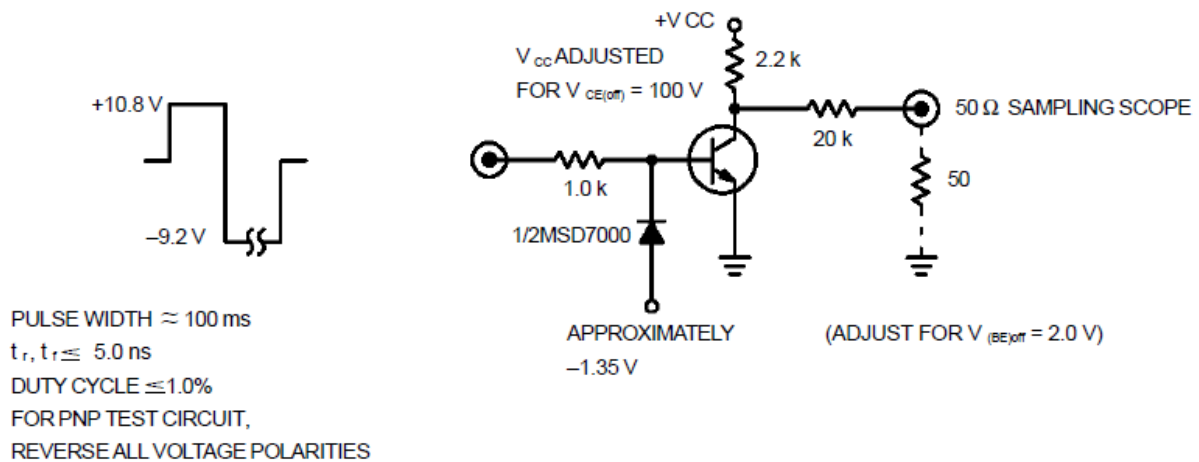 +10.8 V
–9.2 V
PULSE WIDTH ≈ 100 ms
t r, t f ≤ 5.0 ns
DUTY CYCLE ≤1.0%
FOR PNP TEST CIRCUIT,
REVERSE ALL VOLTAGE POLARITIES
+V CC
V CC ADJUSTED
FOR V CE(off) = 100 V
2.2 k
20 k
50 Ω SAMPLING SCOPE
50
1.0 k
1/2MSD7000
APPROXIMATELY
–1.35 V
(ADJUST FOR V (BE)off = 2.0 V)